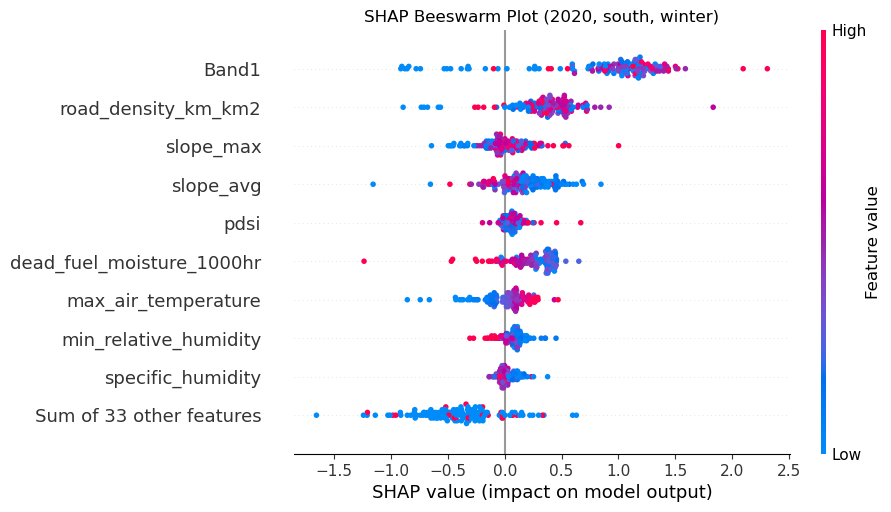 SHAP Beeswarm Plot (2020, south, winter)
High
Band1
road_density_km_km2
slope_max
slope_avg
pdsi
dead_fuel_moisture_1000hr
max_air_temperature
min_relative_humidity
specific_humidity
Sum of 33 other features
Feature value
Low
−1.5 −1.0 −0.5 0.0 0.5 1.0 1.5 2.0 2.5
SHAP value (impact on model output)